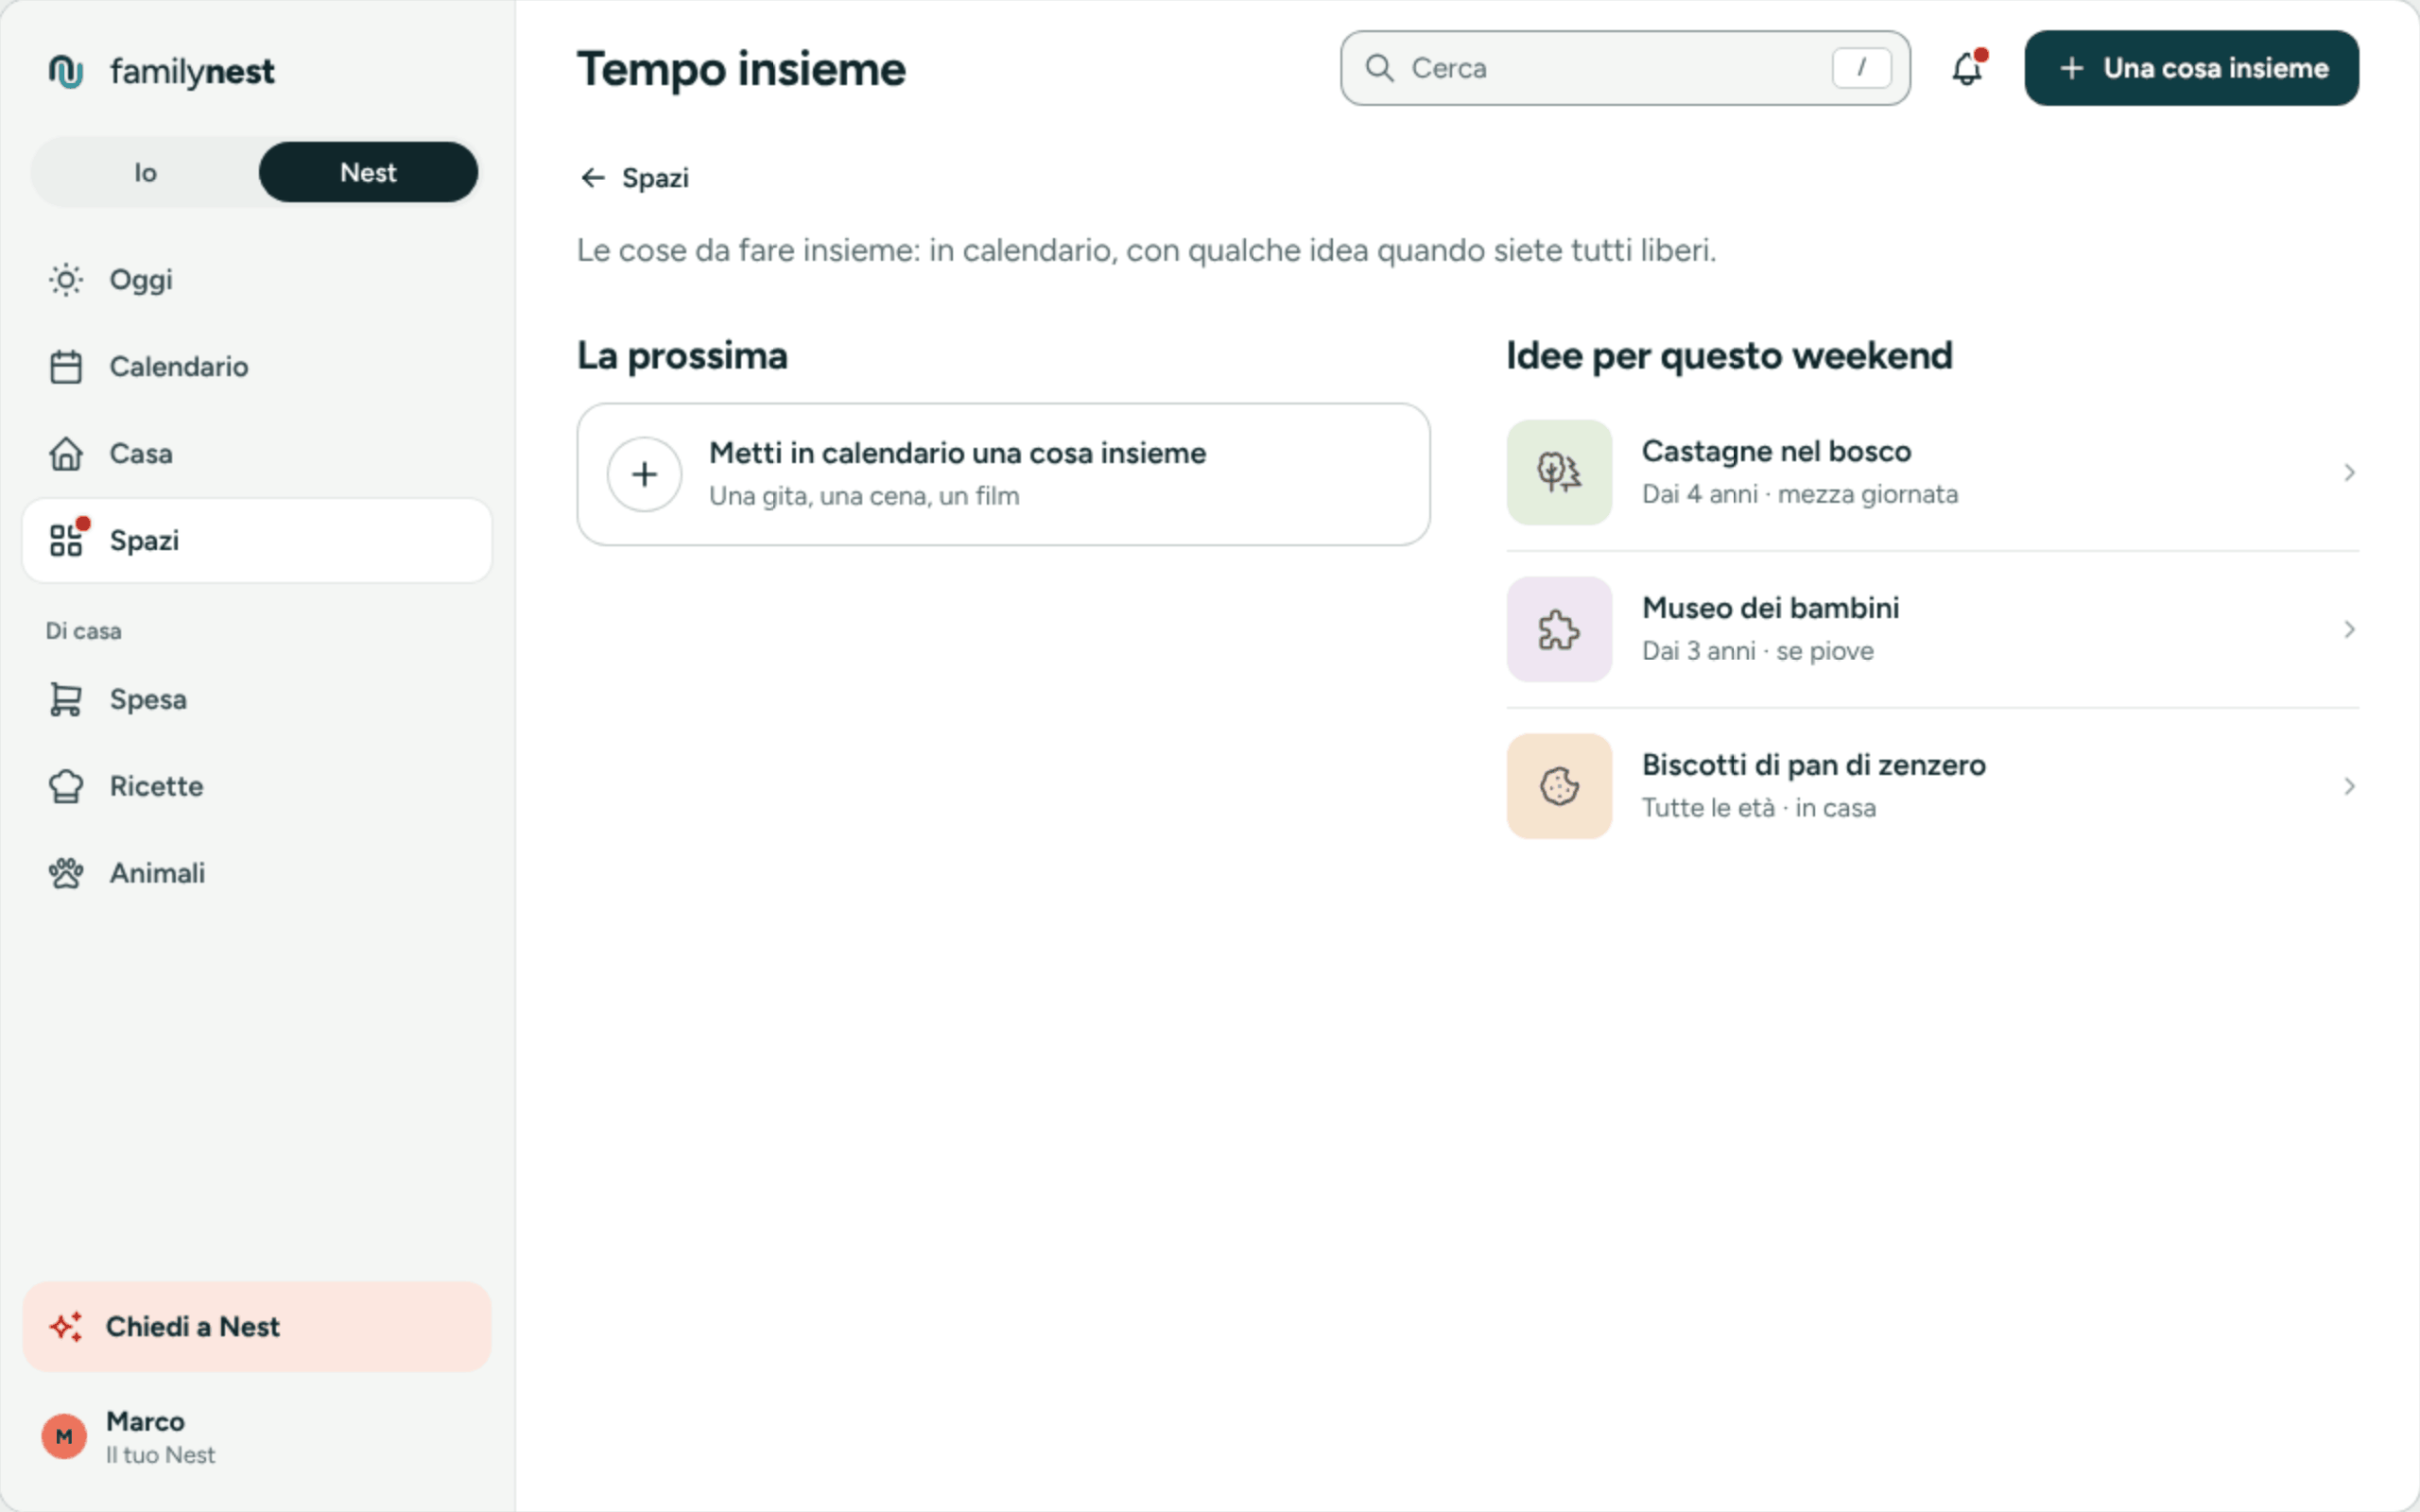 familynest
Io
Nest
Oggi
Calendario
Casa
Spazi
Di casa
Spesa
Ricette
Animali
Chiedi a Nest
M
Marco
Il tuo Nest
Tempo insieme
Cerca
/
Una cosa insieme
Spazi
Le cose da fare insieme: in calendario, con qualche idea quando siete tutti liberi.
La prossima
Metti in calendario una cosa insieme
Una gita, una cena, un film
Idee per questo weekend
Castagne nel bosco
Dai 4 anni · mezza giornata
Museo dei bambini
Dai 3 anni · se piove
Biscotti di pan di zenzero
Tutte le età · in casa